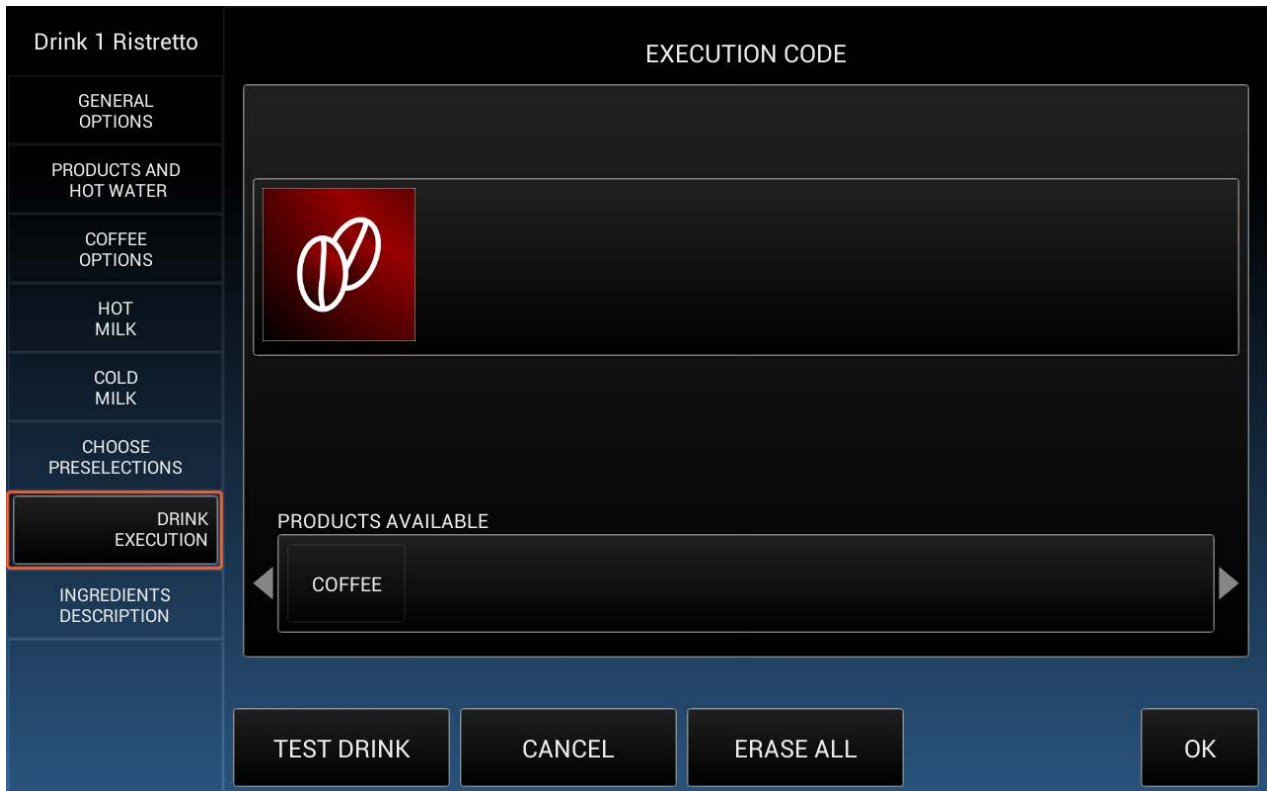 Drink 1 Ristretto
EXECUTION CODE
GENERAL
OPTIONS
PRODUCTS AND
HOT WATER
COFFEE
OPTIONS
HOT
MILK
COLD
MILK
CHOOSE
PRESELECTIONS
DRINK
EXECUTION
INGREDIENTS
DESCRIPTION
PRODUCTS AVAILABLE
COFFEE
TEST DRINK
CANCEL
ERASE ALL
OK